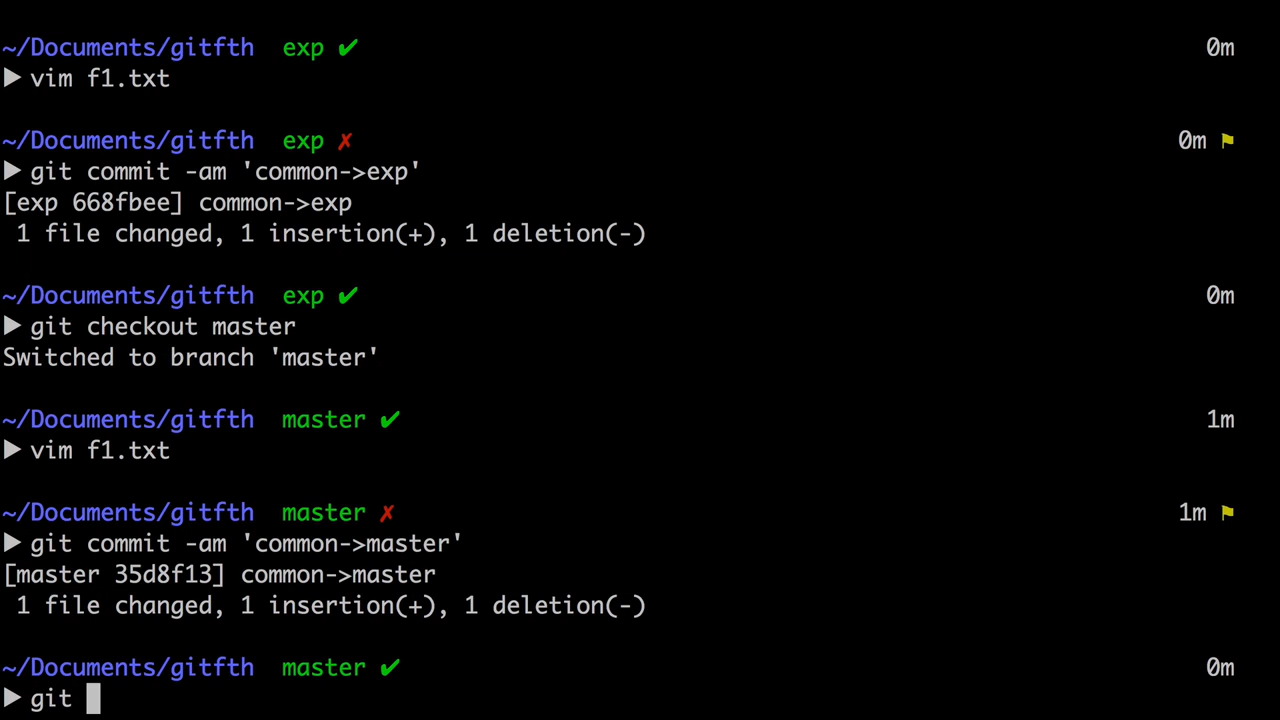 ~/Documents/gitfth exp ✔ 0m
▶ vim f1.txt
~/Documents/gitfth exp ✗ 0m ⚑
▶ git commit -am 'common->exp'
[exp 668fbee] common->exp
1 file changed, 1 insertion(+), 1 deletion(-)
~/Documents/gitfth exp ✔ 0m
▶ git checkout master
Switched to branch 'master'
~/Documents/gitfth master ✔ 1m
▶ vim f1.txt
~/Documents/gitfth master ✗ 1m ⚑
▶ git commit -am 'common->master'
[master 35d8f13] common->master
1 file changed, 1 insertion(+), 1 deletion(-)
~/Documents/gitfth master ✔ 0m
▶ git